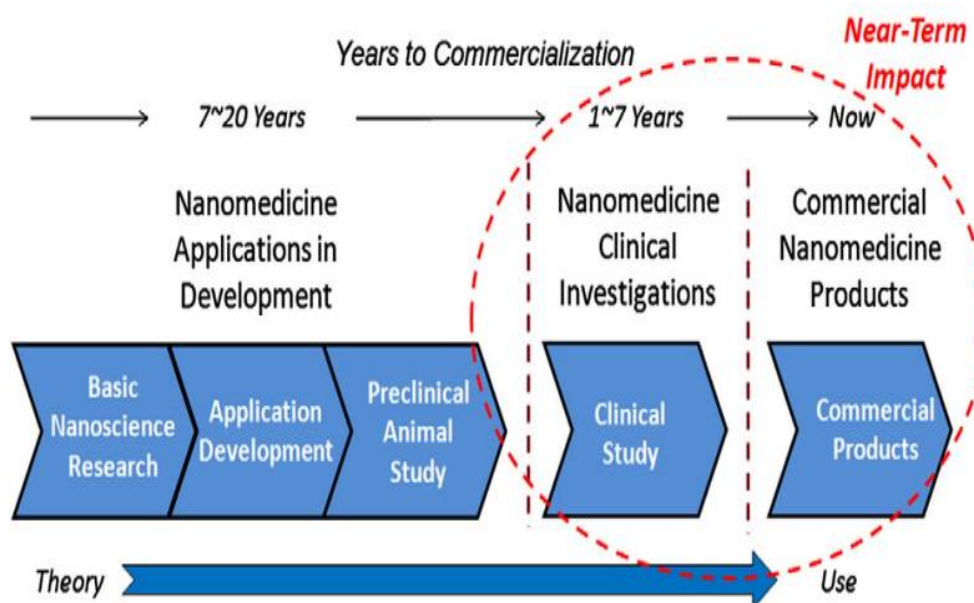 Near-Term
Impact
Years to Commercialization
7~20 Years
1~7 Years
Now
Nanomedicine
Applications in
Development
Nanomedicine
Clinical
Investigations
Commercial
Nanomedicine
Products
Basic
Nanoscience
Research
Application
Development
Preclinical
Animal
Study
Clinical
Study
Commercial
Products
Theory
Use